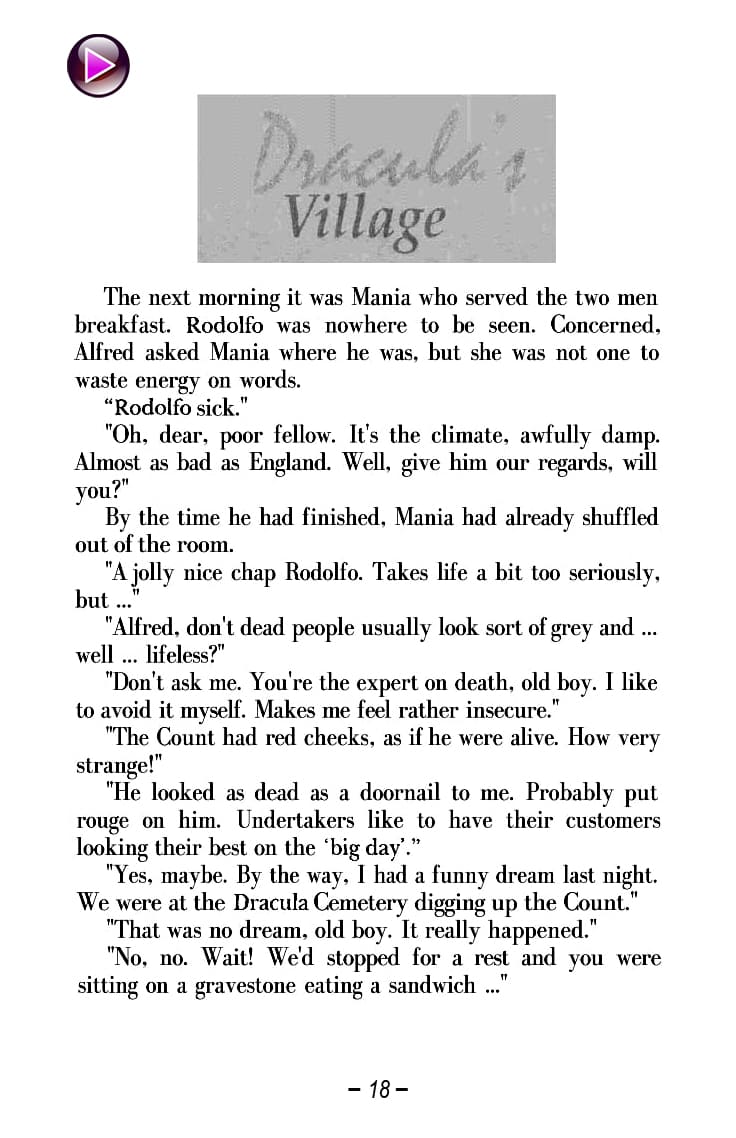 Dracula's
Village
The next morning it was Mania who served the two men
breakfast. Rodolfo was nowhere to be seen. Concerned,
Alfred asked Mania where he was, but she was not one to
waste energy on words.
“Rodolfo sick."
"Oh, dear, poor fellow. It's the climate, awfully damp.
Almost as bad as England. Well, give him our regards, will
you?"
By the time he had finished, Mania had already shuffled
out of the room.
"A jolly nice chap Rodolfo. Takes life a bit too seriously,
but ..."
"Alfred, don't dead people usually look sort of grey and ...
well ... lifeless?"
"Don't ask me. You're the expert on death, old boy. I like
to avoid it myself. Makes me feel rather insecure."
"The Count had red cheeks, as if he were alive. How very
strange!"
"He looked as dead as a doornail to me. Probably put
rouge on him. Undertakers like to have their customers
looking their best on the ‘big day’.”
"Yes, maybe. By the way, I had a funny dream last night.
We were at the Dracula Cemetery digging up the Count."
"That was no dream, old boy. It really happened."
"No, no. Wait! We'd stopped for a rest and you were
sitting on a gravestone eating a sandwich ..."
– 18 –